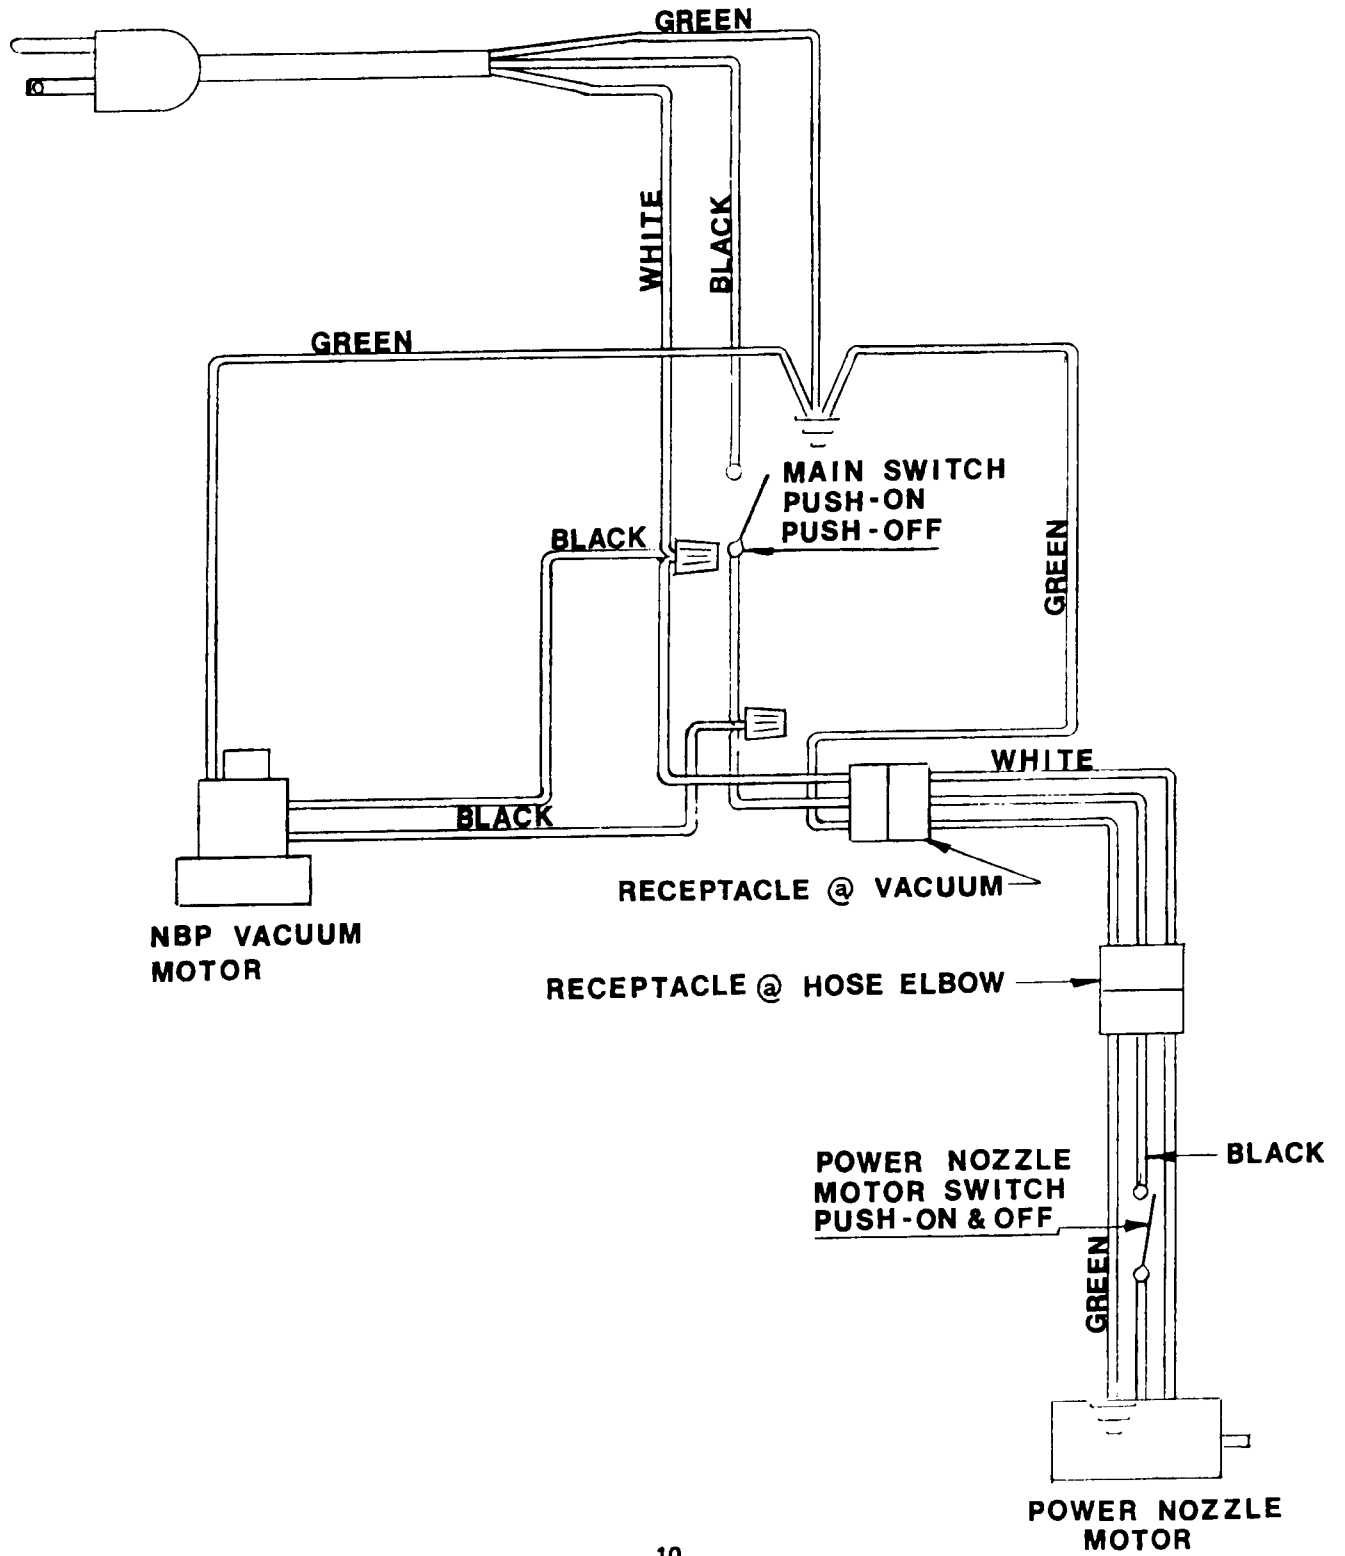 GREEN
WHITE
BLACK
GREEN
MAIN SWITCH
PUSH-ON
PUSH-OFF
BLACK
GREEN
WHITE
BLACK
RECEPTACLE @ VACUUM
NBP VACUUM
MOTOR
RECEPTACLE @ HOSE ELBOW
POWER NOZZLE
MOTOR SWITCH
PUSH-ON & OFF
BLACK
GREEN
POWER NOZZLE
MOTOR
10